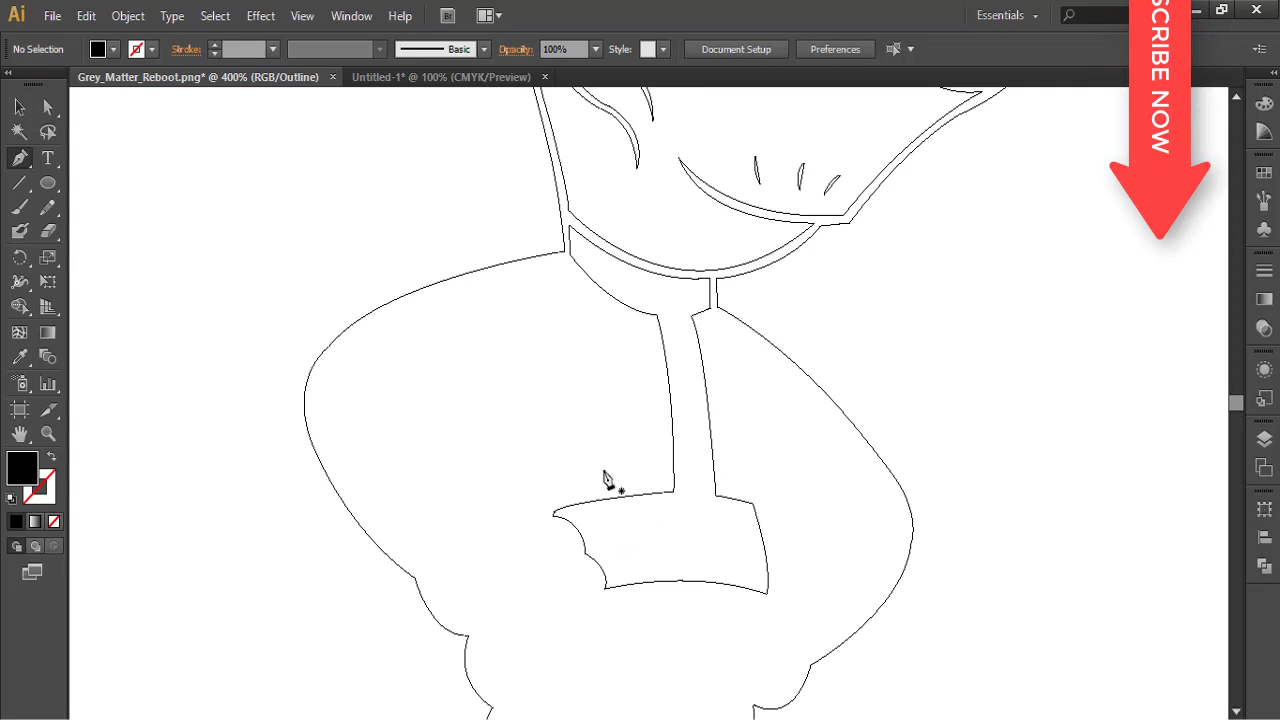 Ai File Edit Object Type Select Effect View Window Help Br Essentials
No Selection Stroke: Basic Opacity: 100% Style: Document Setup Preferences
Grey_Matter_Reboot.png* @ 400% (RGB/Outline) × Untitled-1* @ 100% (CMYK/Preview) ×
SCRIBE NOW